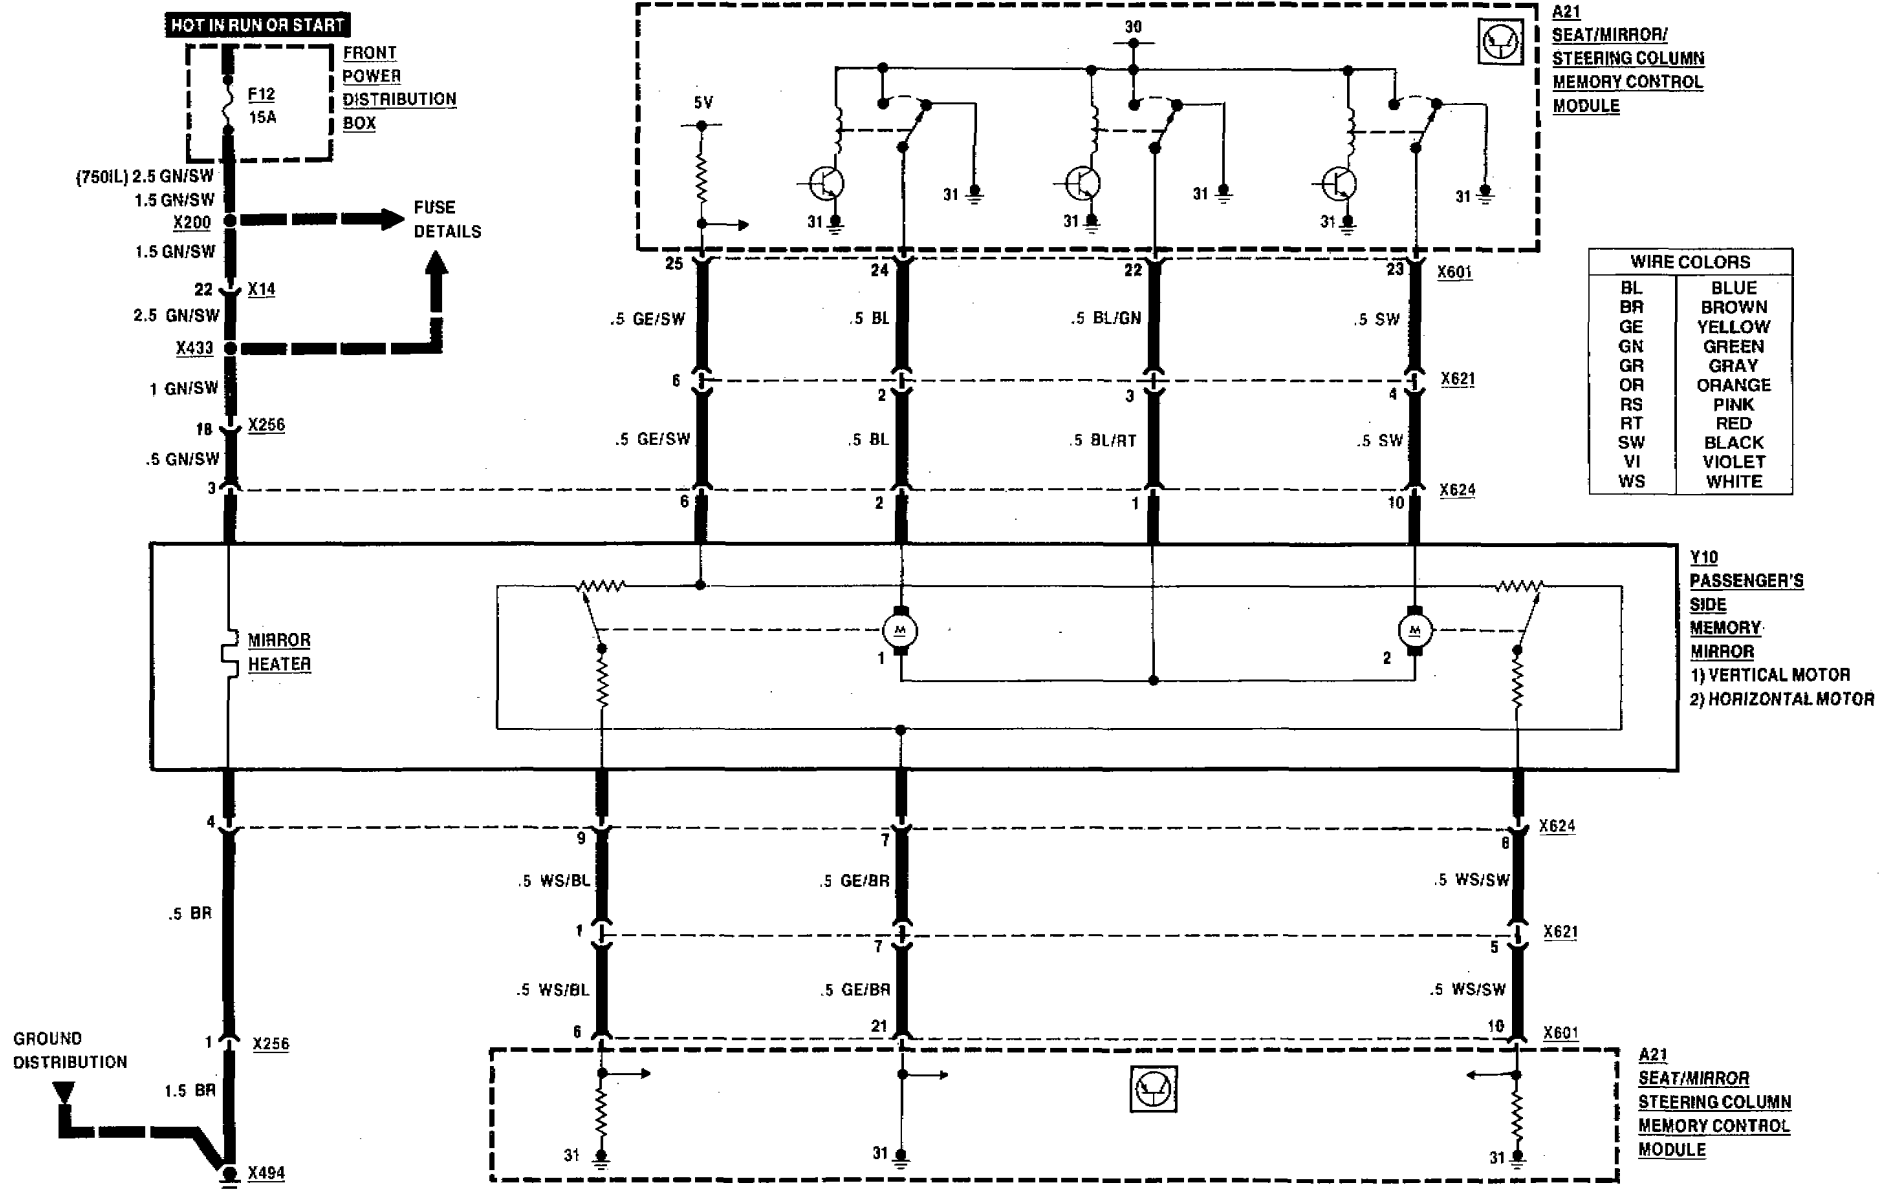 HOT IN RUN OR START
FRONT
POWER
DISTRIBUTION
BOX
F12
15A
(750IL) 2.5 GN/SW
1.5 GN/SW
X200
FUSE
DETAILS
1.5 GN/SW
22 X14
2.5 GN/SW
X433
1 GN/SW
18 X256
.5 GN/SW
3
A21
SEAT/MIRROR/
STEERING COLUMN
MEMORY CONTROL
MODULE
30
5V
31 31 31
31 31 31
25 24 22 23 X601
.5 GE/SW .5 BL .5 BL/GN .5 SW
6 2 3 4 X621
.5 GE/SW .5 BL .5 BL/RT .5 SW
6 2 1 10 X624
WIRE COLORS
BL BLUE
BR BROWN
GE YELLOW
GN GREEN
GR GRAY
OR ORANGE
RS PINK
RT RED
SW BLACK
VI VIOLET
WS WHITE
MIRROR
HEATER
M M
1 2
Y10
PASSENGER'S
SIDE
MEMORY
MIRROR
1) VERTICAL MOTOR
2) HORIZONTAL MOTOR
4 9 7 8 X624
.5 WS/BL .5 GE/BR .5 WS/SW
.5 BR
1 7 5 X621
.5 WS/BL .5 GE/BR .5 WS/SW
6 21 10 X601
1 X256
GROUND
DISTRIBUTION
1.5 BR
X494
31 31 31
A21
SEAT/MIRROR
STEERING COLUMN
MEMORY CONTROL
MODULE